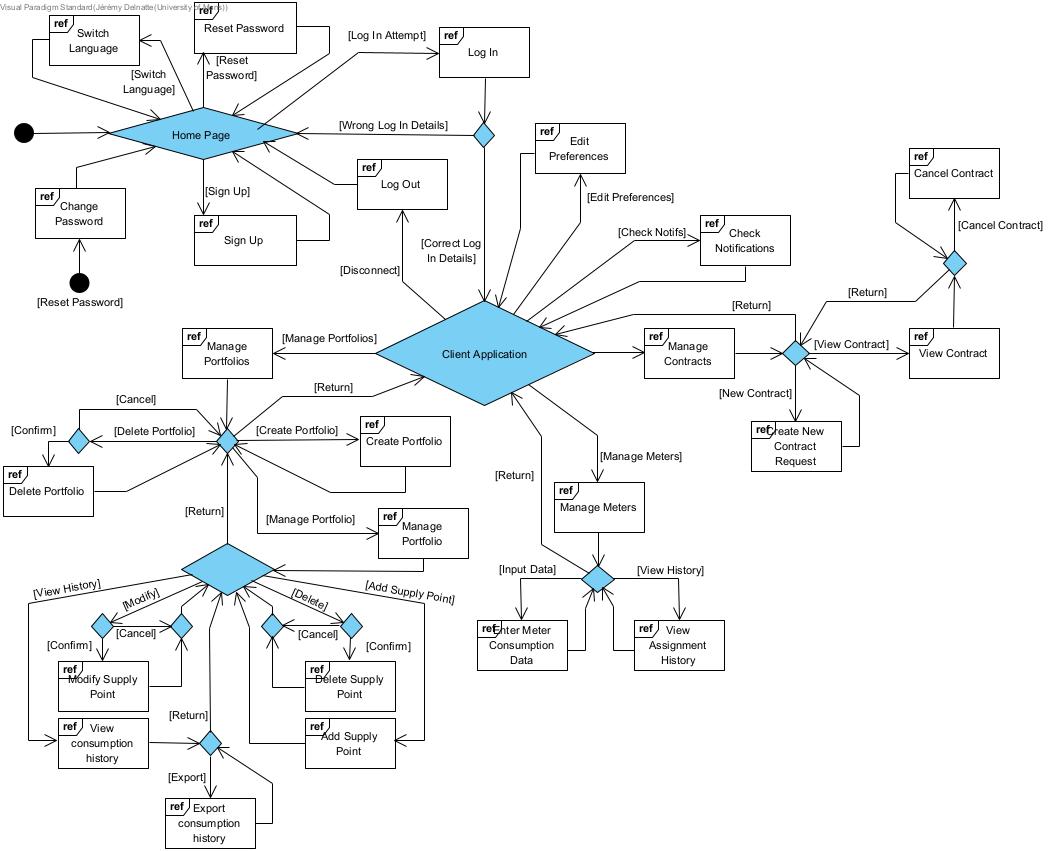 Visual Paradigm Standard(Jérémy Delnatte(University of Mons))
ref
Switch
Language
ref
Reset Password
[Log In Attempt]
ref
Log In
[Switch
Language]
[Reset
Password]
Home Page
[Wrong Log In Details]
ref
Edit
Preferences
ref
Cancel Contract
ref
Log Out
ref
Change
Password
[Sign Up]
[Edit Preferences]
ref
Sign Up
ref
Check
Notifications
[Check Notifs]
[Cancel Contract]
[Correct Log
In Details]
[Disconnect]
[Reset Password]
[Return]
[Return]
ref
Manage
Portfolios
[Manage Portfolios]
Client Application
ref
Manage
Contracts
[View Contract]
ref
View Contract
[Return]
[New Contract]
[Cancel]
[Confirm]
[Delete Portfolio]
[Create Portfolio]
ref
Create Portfolio
ref
Create New
Contract
Request
[Manage Meters]
ref
Delete Portfolio
[Return]
ref
Manage Meters
[Return]
[Manage Portfolio]
ref
Manage
Portfolio
[Input Data]
[View History]
[View History]
[Modify]
[Delete]
[Add Supply Point]
[Cancel]
[Cancel]
[Confirm]
[Confirm]
ref
Enter Meter
Consumption
Data
ref
View
Assignment
History
ref
Modify Supply
Point
ref
Delete Supply
Point
[Return]
ref
View
consumption
history
ref
Add Supply
Point
[Export]
ref
Export
consumption
history